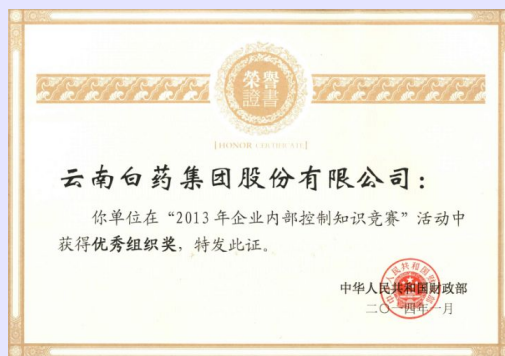 榮譽
證書
[HONOR CERTIFICATE]
云南白药集团股份有限公司：
你单位在“2013年企业内部控制知识竞赛”活动中
获得优秀组织奖，特发此证。
中华人民共和国财政部
二〇一四年一月